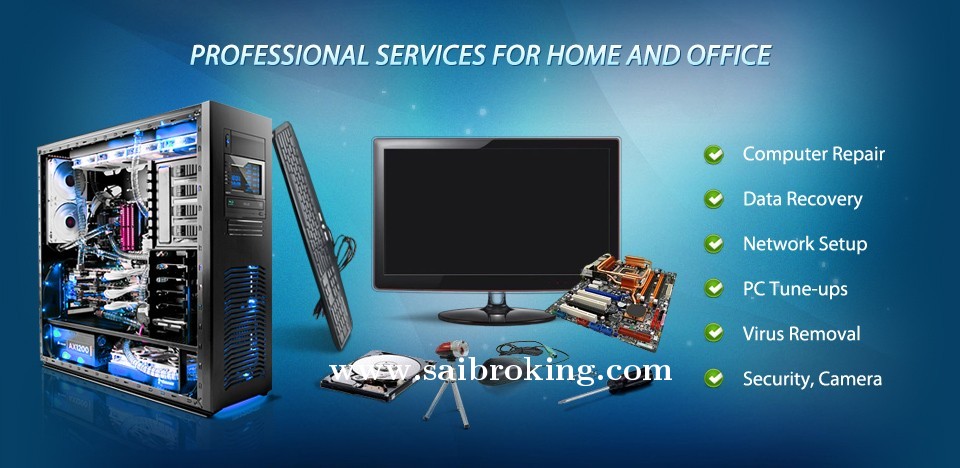 PROFESSIONAL SERVICES FOR HOME AND OFFICE
Computer Repair
Data Recovery
Network Setup
PC Tune-ups
Virus Removal
Security, Camera
AX1200
www.saibroking.com